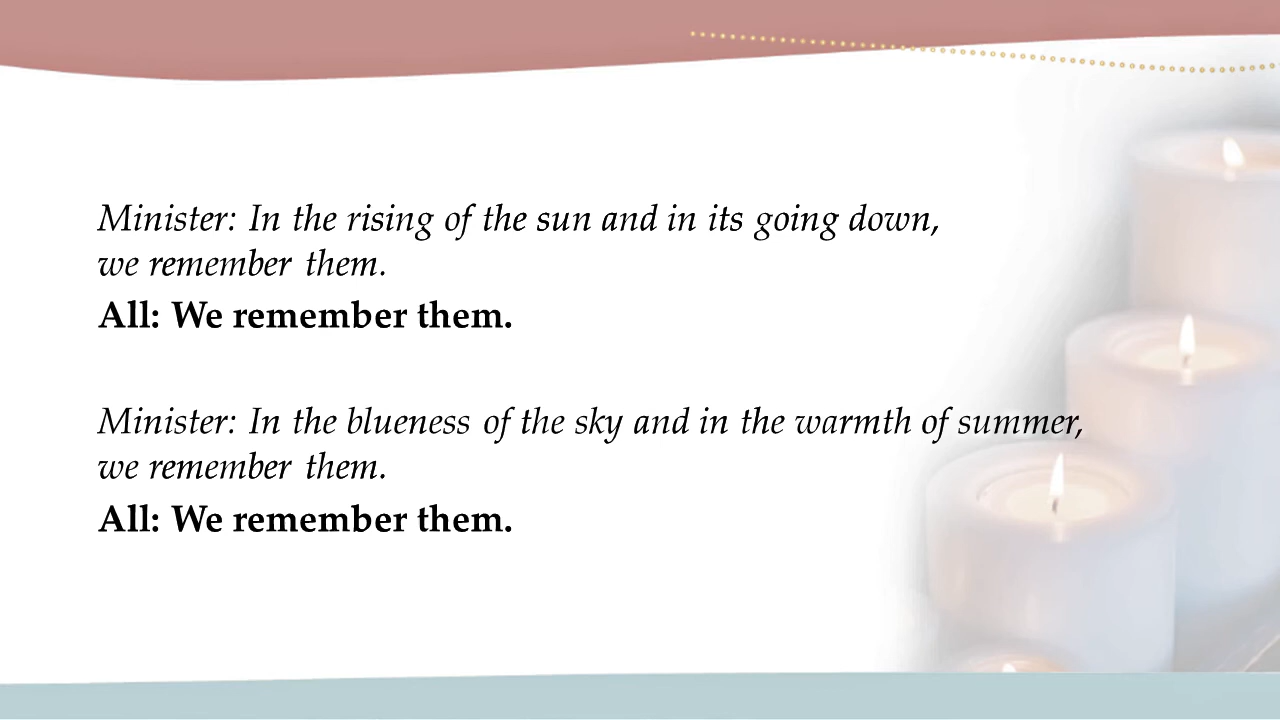 Minister: In the rising of the sun and in its going down,
we remember them.
All: We remember them.
Minister: In the blueness of the sky and in the warmth of summer,
we remember them.
All: We remember them.